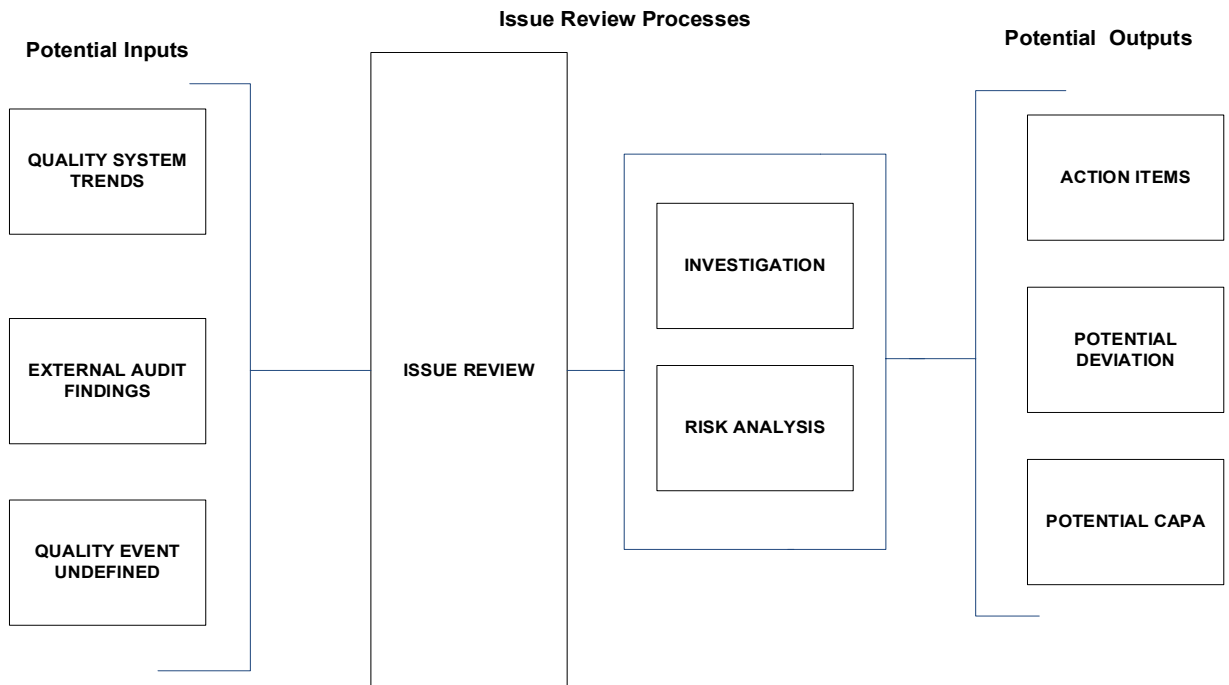 Issue Review Processes
Potential Inputs
Potential Outputs
QUALITY SYSTEM
TRENDS
EXTERNAL AUDIT
FINDINGS
QUALITY EVENT
UNDEFINED
ISSUE REVIEW
INVESTIGATION
RISK ANALYSIS
ACTION ITEMS
POTENTIAL
DEVIATION
POTENTIAL CAPA